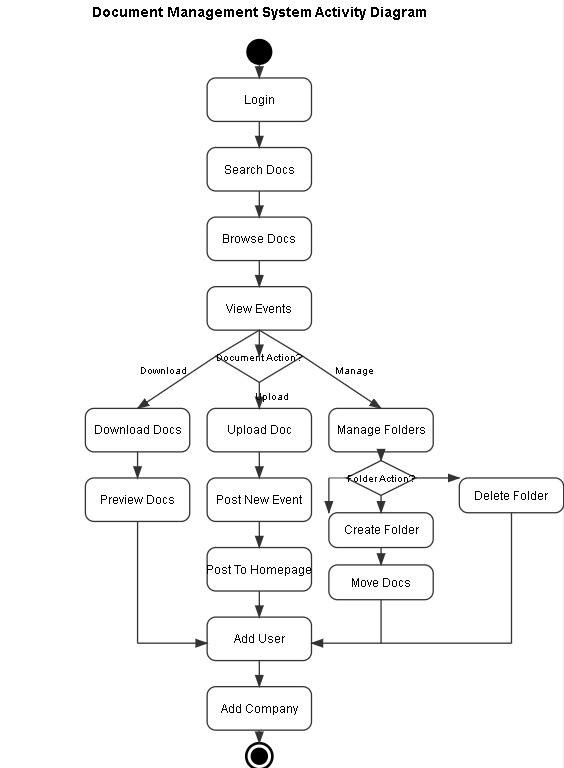 Document Management System Activity Diagram
Login
Search Docs
Browse Docs
View Events
Document Action?
Download
Upload
Manage
Download Docs
Upload Doc
Manage Folders
Folder Action?
Preview Docs
Post New Event
Delete Folder
Create Folder
Post To Homepage
Move Docs
Add User
Add Company